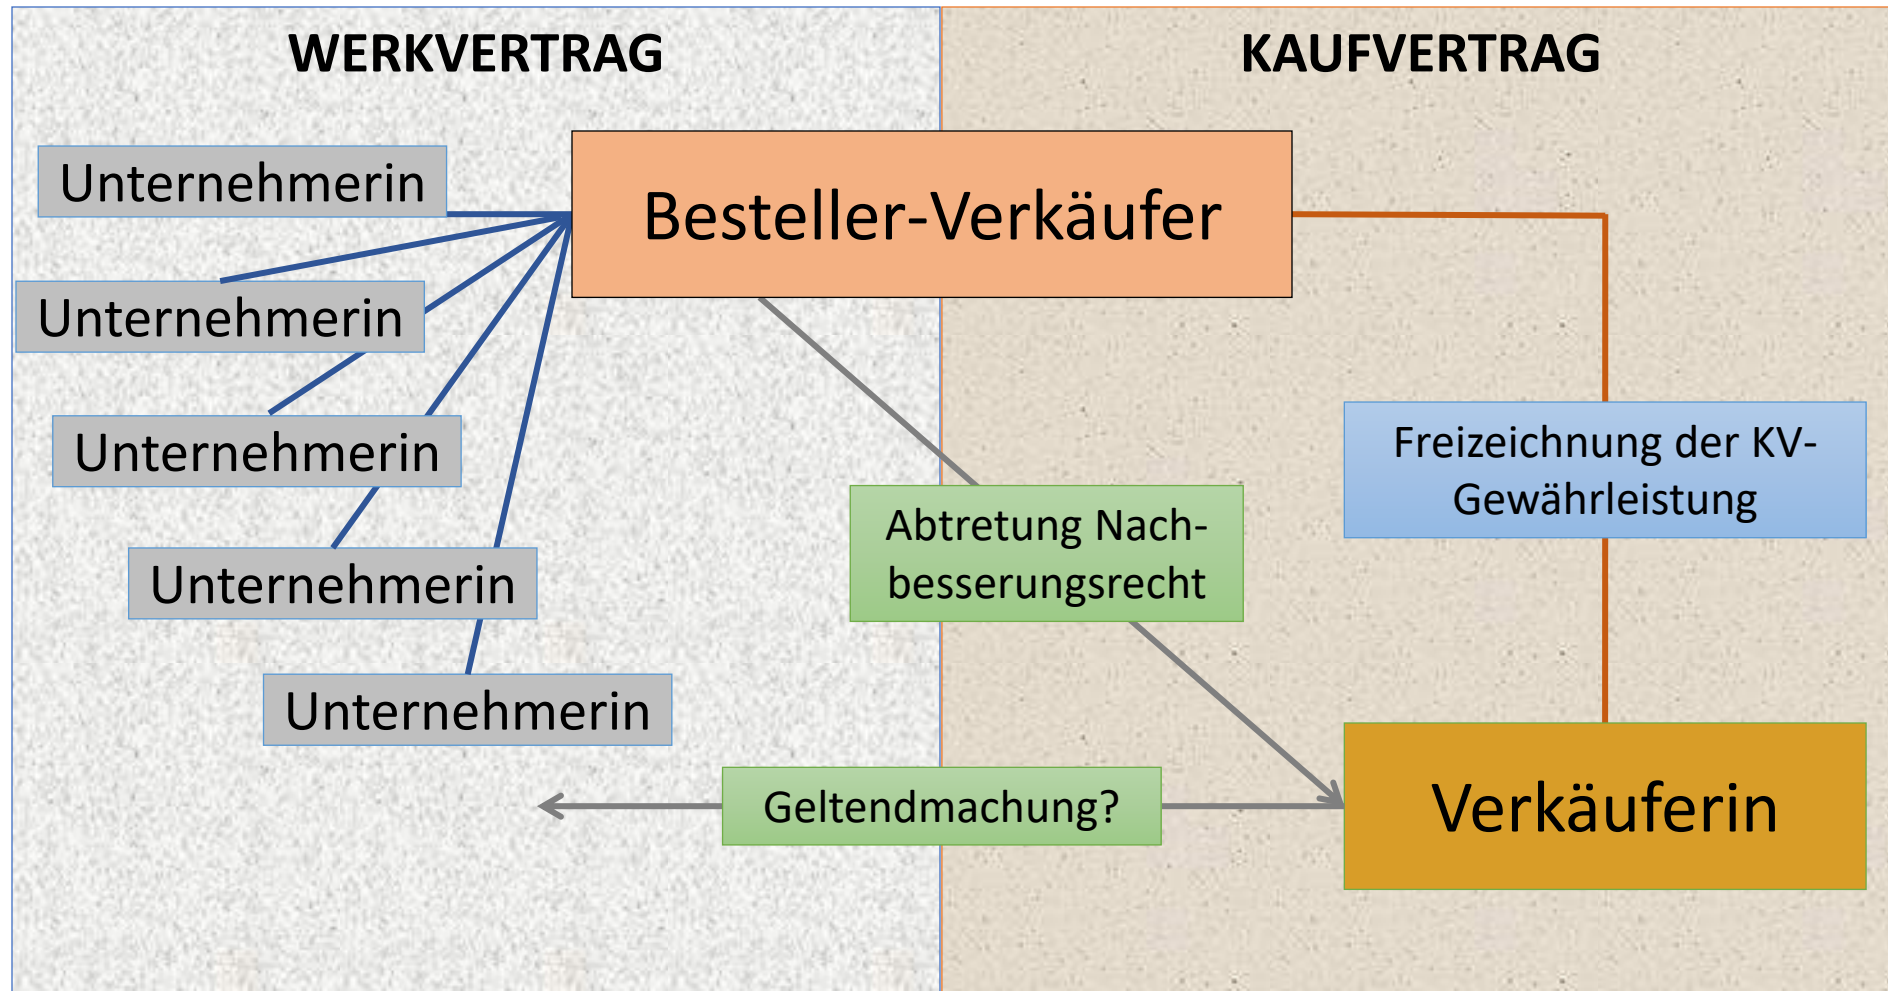 WERKVERTRAG
KAUFVERTRAG
Unternehmerin
Besteller-Verkäufer
Unternehmerin
Unternehmerin
Freizeichnung der KV-
Gewährleistung
Abtretung Nach-
besserungsrecht
Unternehmerin
Unternehmerin
Geltendmachung?
Verkäuferin